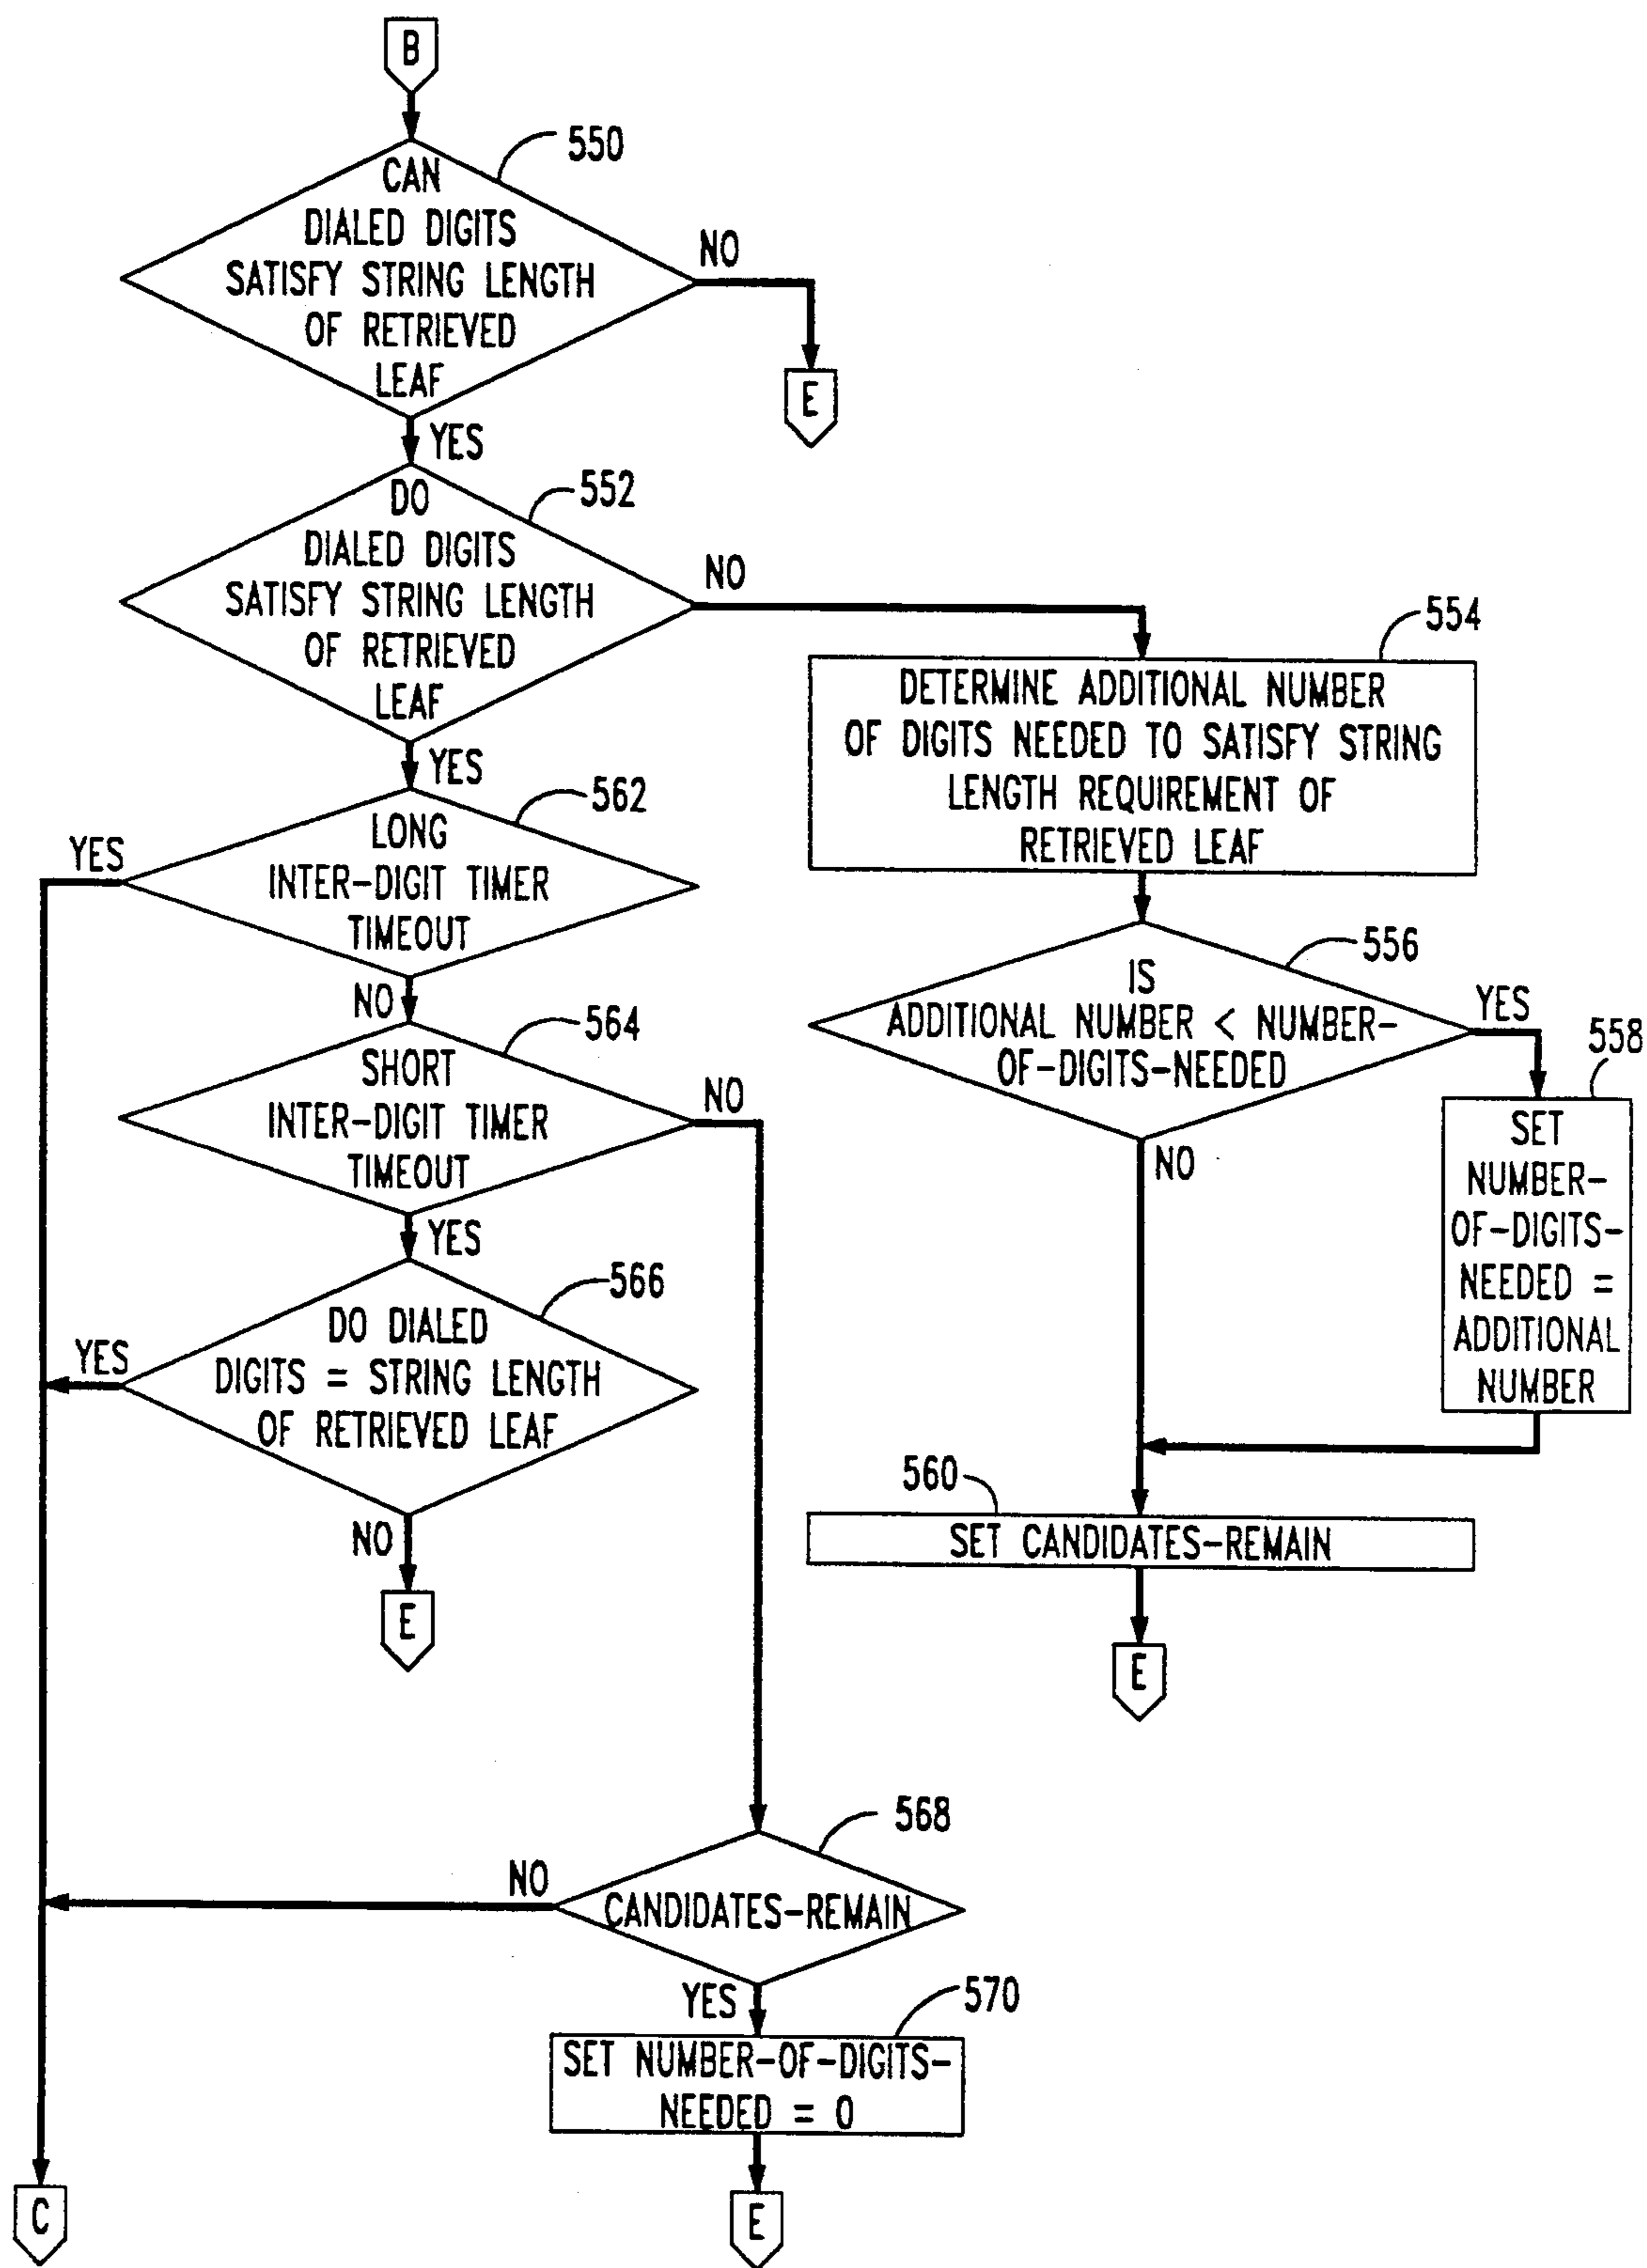 B
550
CAN
DIALED DIGITS
SATISFY STRING LENGTH
OF RETRIEVED
LEAF
NO
E
YES
552
DO
DIALED DIGITS
SATISFY STRING LENGTH
OF RETRIEVED
LEAF
NO
554
DETERMINE ADDITIONAL NUMBER
OF DIGITS NEEDED TO SATISFY STRING
LENGTH REQUIREMENT OF
RETRIEVED LEAF
YES
562
LONG
INTER-DIGIT TIMER
TIMEOUT
YES
NO
556
IS
ADDITIONAL NUMBER < NUMBER-
OF-DIGITS-NEEDED
YES
558
SET
NUMBER-
OF-DIGITS-
NEEDED =
ADDITIONAL
NUMBER
NO
564
SHORT
INTER-DIGIT TIMER
TIMEOUT
NO
YES
566
DO DIALED
DIGITS = STRING LENGTH
OF RETRIEVED LEAF
YES
NO
E
560
SET CANDIDATES-REMAIN
E
568
CANDIDATES-REMAIN
NO
YES
570
SET NUMBER-OF-DIGITS-
NEEDED = 0
C
E